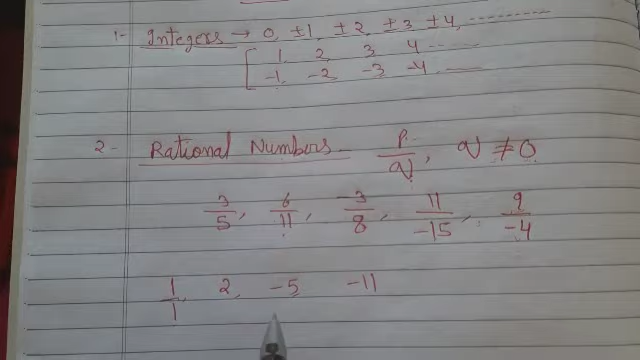 1- Integers → 0, ±1, ±2, ±3 ±4, ------
1, 2, 3 4 ----
-1, -2 -3 -4, ----
2- Rational Numbers - p/q, q ≠ 0
3/5, 6/11, -3/8, 11/-15, 9/-4
1/1, 2, -5 -11